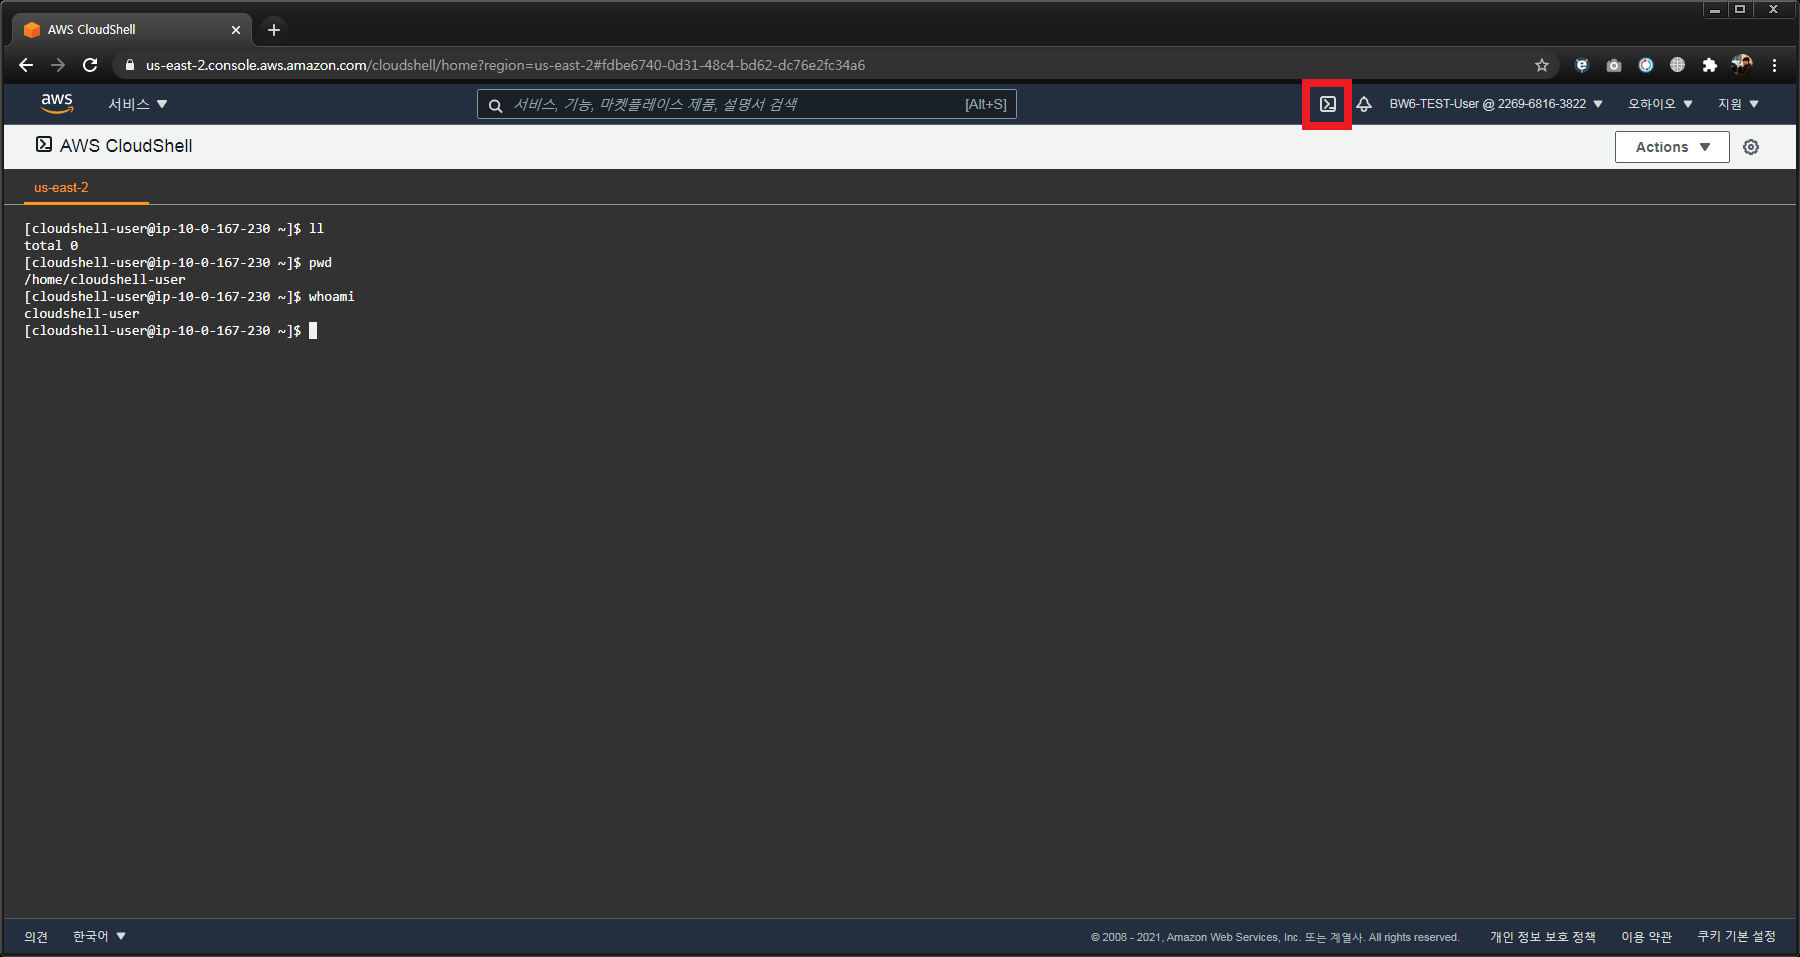 AWS CloudShell
us-east-2.console.aws.amazon.com/cloudshell/home?region=us-east-2#fdbe6740-0d31-48c4-bd62-dc76e2fc34a6
aws 서비스 서비스, 기능, 마켓플레이스 제품, 설명서 검색 [Alt+S] BW6-TEST-User @ 2269-6816-3822 오하이오 지원
AWS CloudShell Actions
us-east-2
[cloudshell-user@ip-10-0-167-230 ~]$ ll
total 0
[cloudshell-user@ip-10-0-167-230 ~]$ pwd
/home/cloudshell-user
[cloudshell-user@ip-10-0-167-230 ~]$ whoami
cloudshell-user
[cloudshell-user@ip-10-0-167-230 ~]$
의견 한국어 © 2008 - 2021, Amazon Web Services, Inc. 또는 계열사. All rights reserved. 개인 정보 보호 정책 이용 약관 쿠키 기본 설정